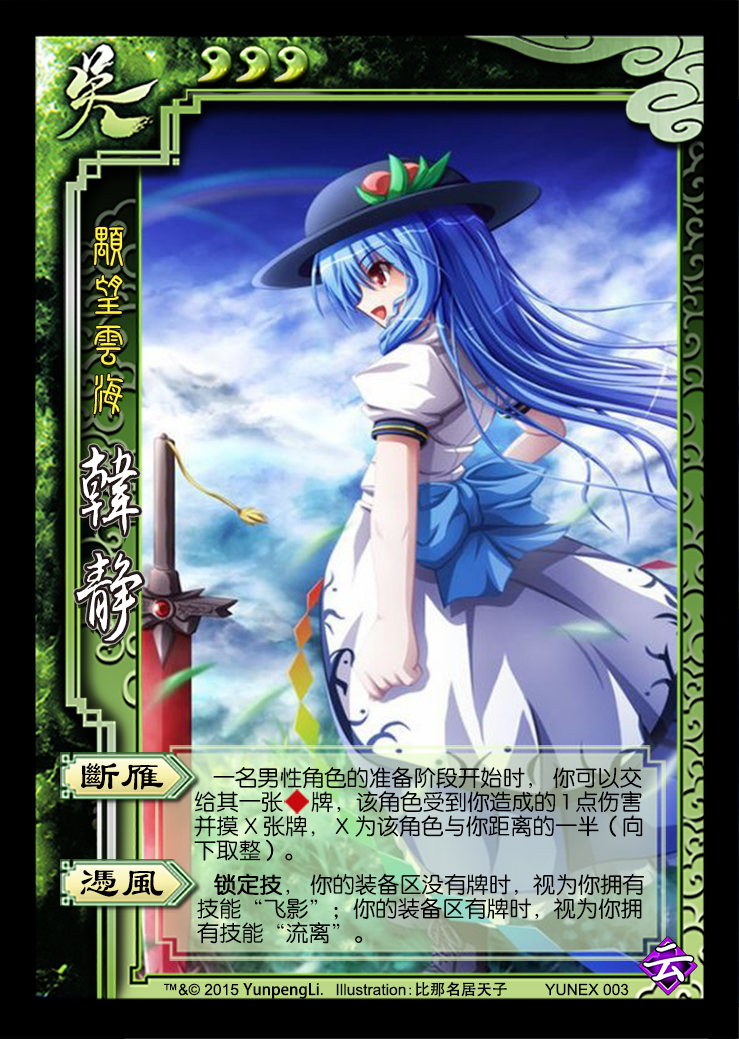 吴
顒望雲海
韓静
斷雁
一名男性角色的准备阶段开始时，你可以交
给其一张♦牌，该角色受到你造成的1点伤害
并摸X张牌，X为该角色与你距离的一半（向
下取整）。
憑風
锁定技，你的装备区没有牌时，视为你拥有
技能“飞影”；你的装备区有牌时，视为你拥
有技能“流离”。
云
™&© 2015 YunpengLi. Illustration：比那名居天子 YUNEX 003